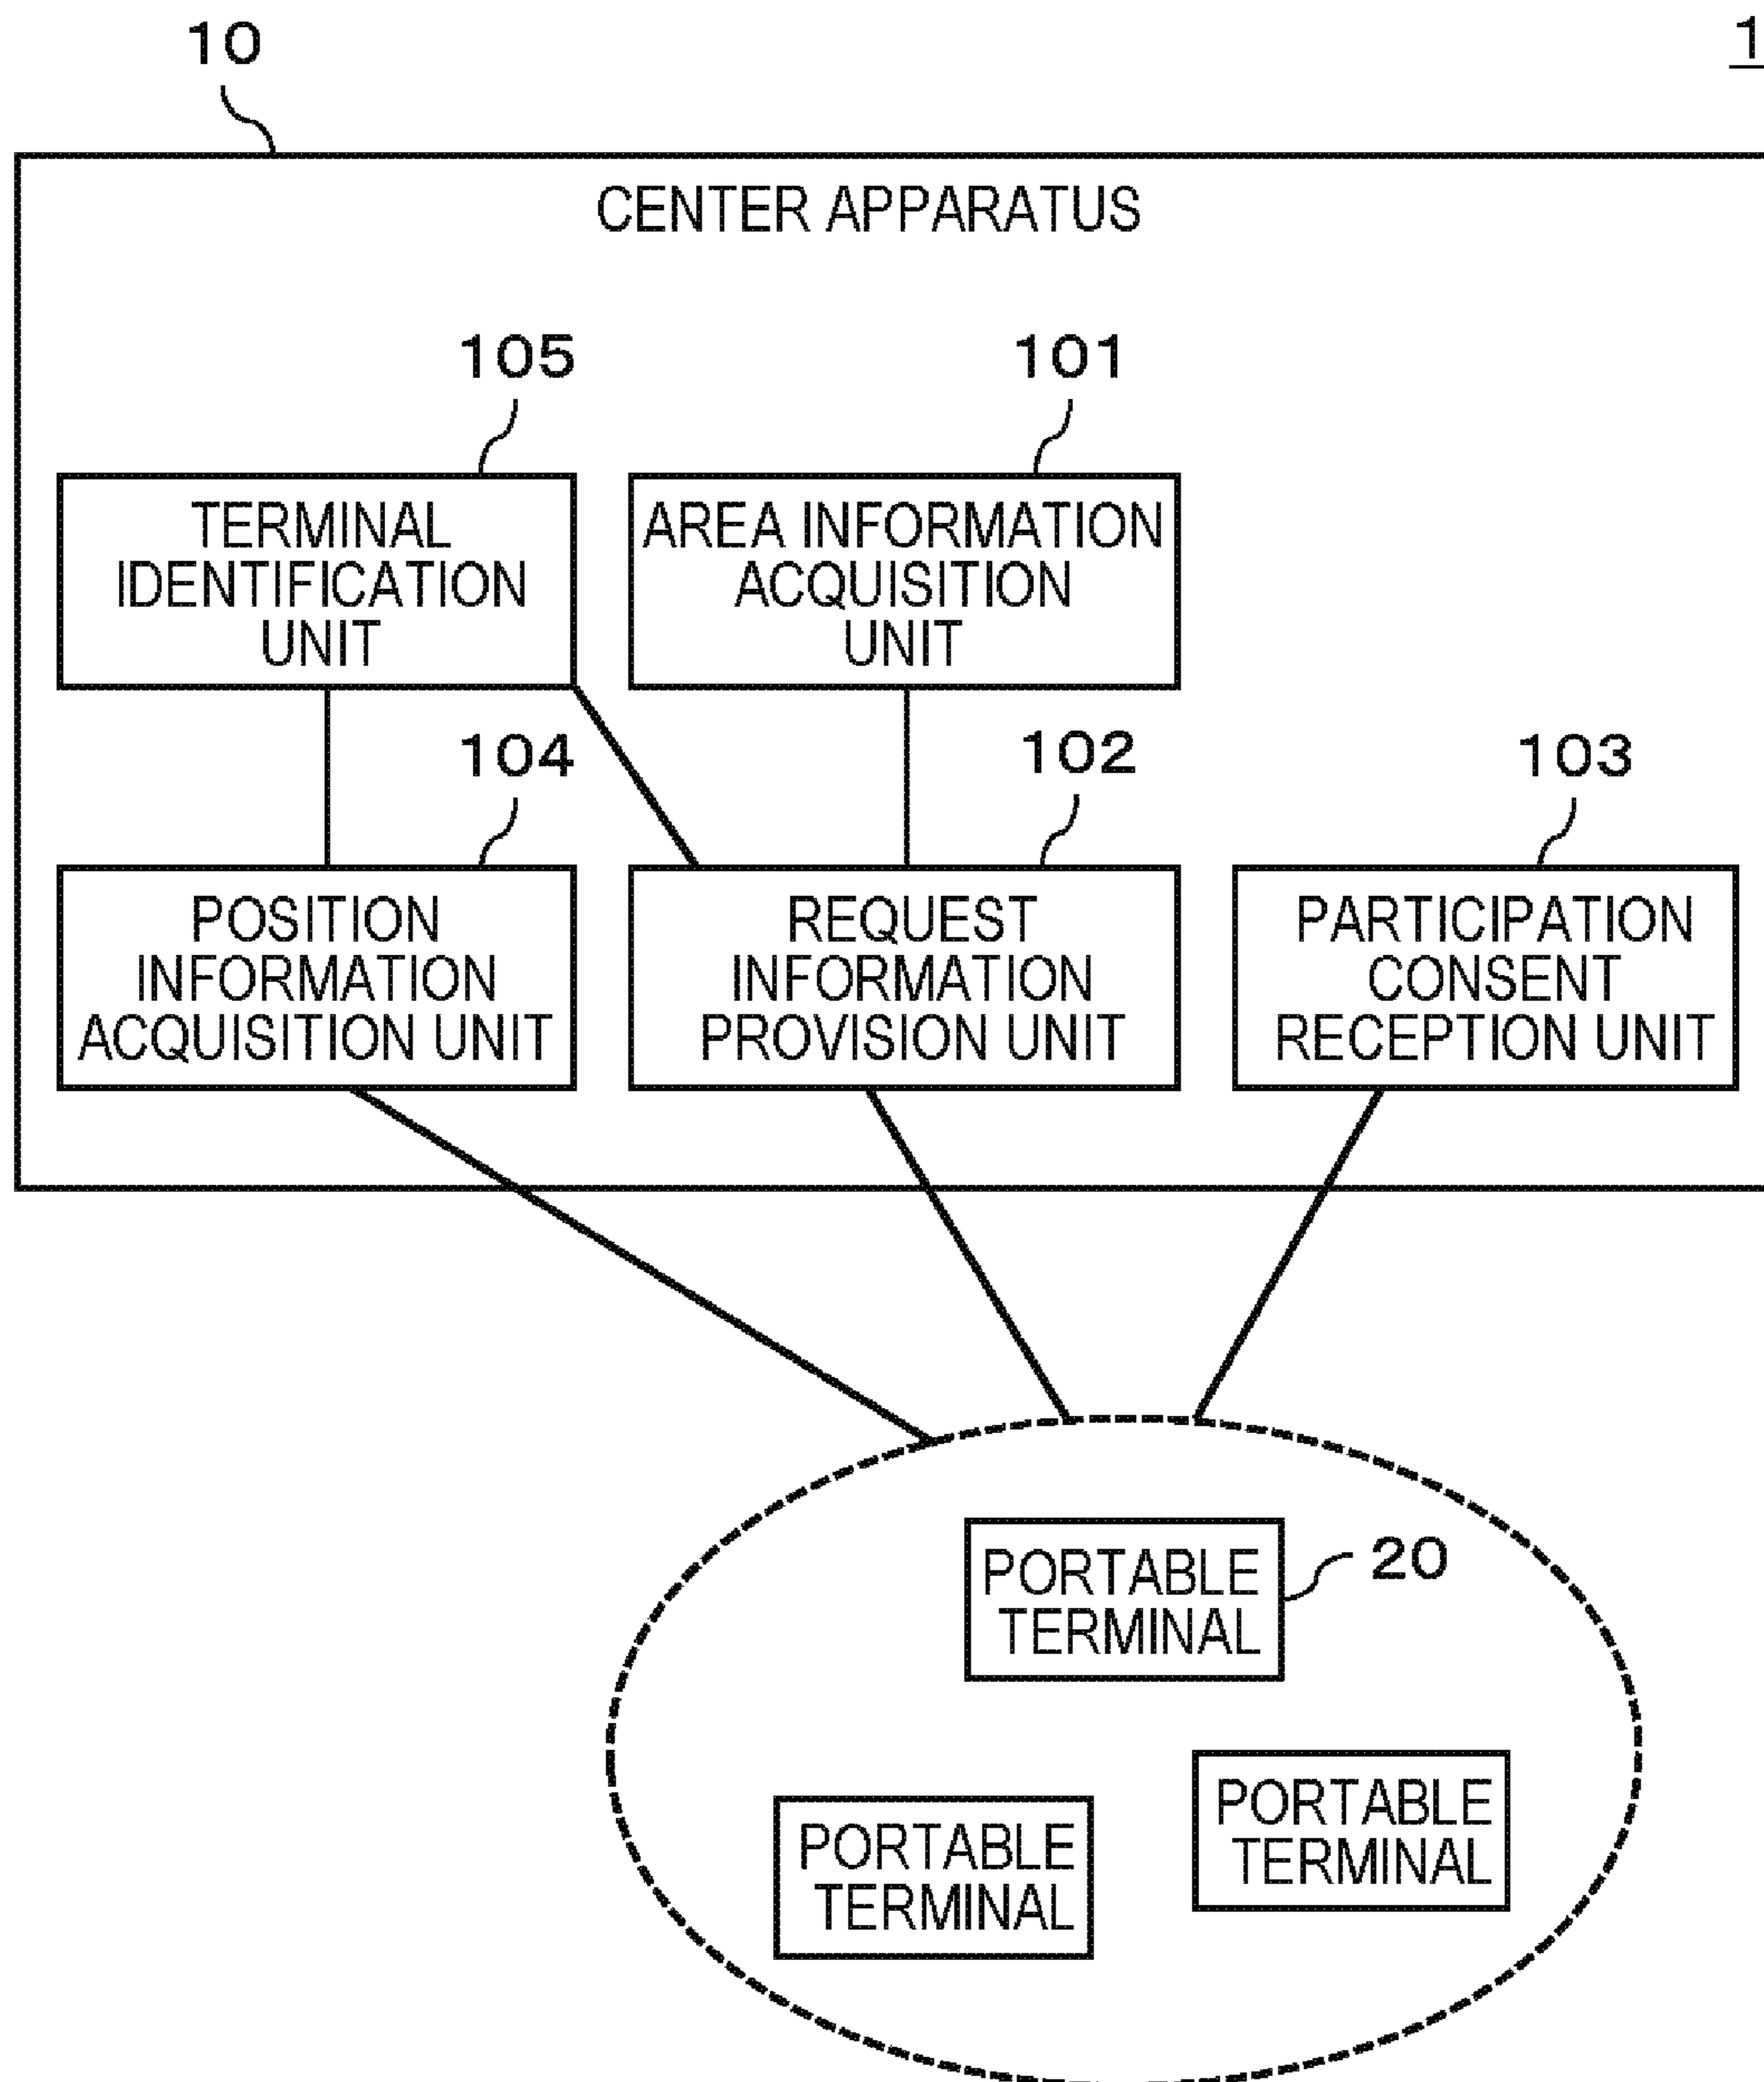 10
1
CENTER APPARATUS
105
101
TERMINAL
IDENTIFICATION
UNIT
AREA INFORMATION
ACQUISITION
UNIT
104
102
103
POSITION
INFORMATION
ACQUISITION UNIT
REQUEST
INFORMATION
PROVISION UNIT
PARTICIPATION
CONSENT
RECEPTION UNIT
PORTABLE
TERMINAL
20
PORTABLE
TERMINAL
PORTABLE
TERMINAL